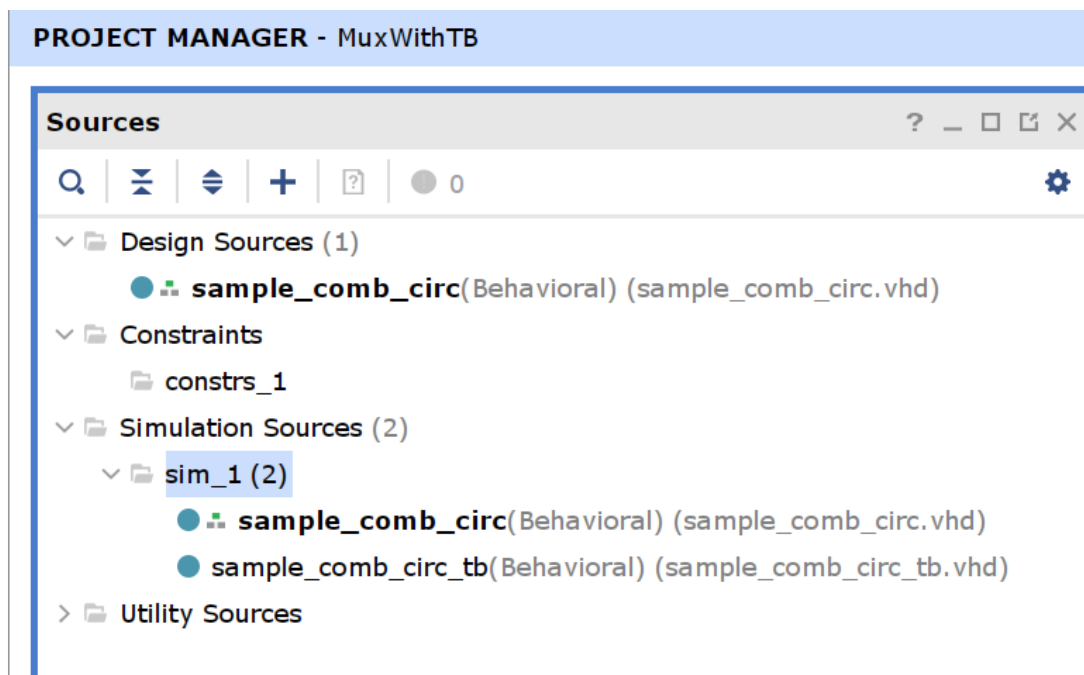 PROJECT MANAGER - MuxWithTB
Sources ?
0
Design Sources (1)
sample_comb_circ(Behavioral) (sample_comb_circ.vhd)
Constraints
constrs_1
Simulation Sources (2)
sim_1 (2)
sample_comb_circ(Behavioral) (sample_comb_circ.vhd)
sample_comb_circ_tb(Behavioral) (sample_comb_circ_tb.vhd)
Utility Sources